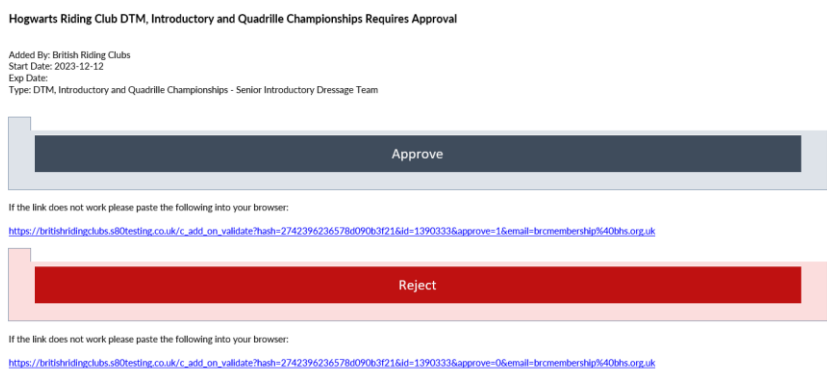 Hogwarts Riding Club DTM, Introductory and Quadrille Championships Requires Approval
Added By: British Riding Clubs
Start Date: 2023-12-12
Exp Date:
Type: DTM, Introductory and Quadrille Championships - Senior Introductory Dressage Team
Approve
If the link does not work please paste the following into your browser:
https://britishridingclubs.s80testing.co.uk/c_add_on_validate?hash=2742396236578d090b3f21&id=1390333&approve=1&email=brcmembership%40bhs.org.uk
Reject
If the link does not work please paste the following into your browser:
https://britishridingclubs.s80testing.co.uk/c_add_on_validate?hash=2742396236578d090b3f21&id=1390333&approve=0&email=brcmembership%40bhs.org.uk